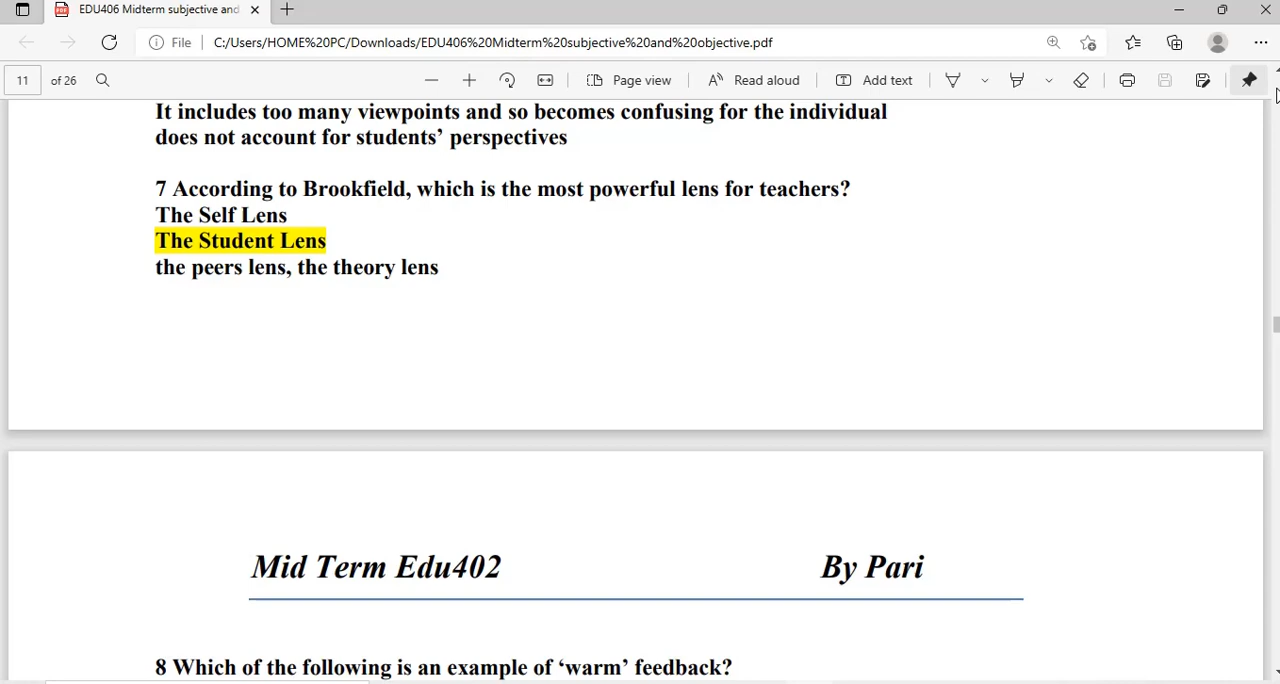 EDU406 Midterm subjective and
File C:/Users/HOME%20PC/Downloads/EDU406%20Midterm%20subjective%20and%20objective.pdf
11 of 26 Page view Read aloud Add text
It includes too many viewpoints and so becomes confusing for the individual
does not account for students’ perspectives
7 According to Brookfield, which is the most powerful lens for teachers?
The Self Lens
The Student Lens
the peers lens, the theory lens
Mid Term Edu402 By Pari
8 Which of the following is an example of ‘warm’ feedback?